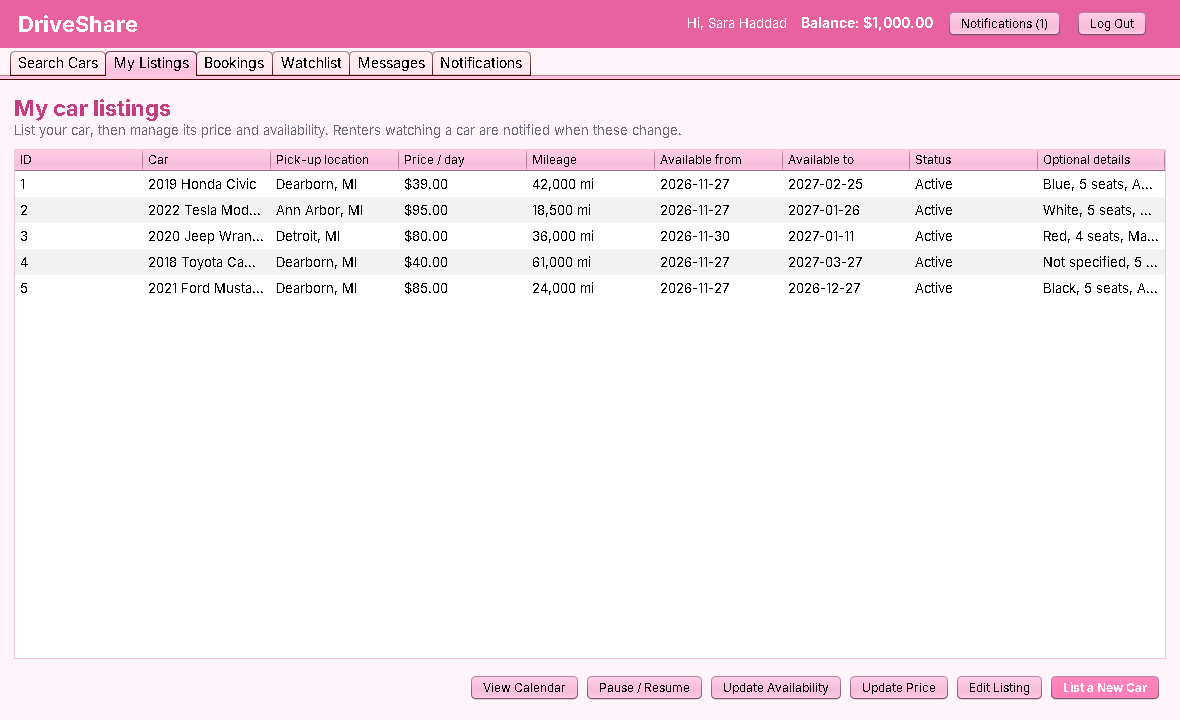 DriveShare
Hi, Sara Haddad Balance: $1,000.00 Notifications (1) Log Out
Search Cars My Listings Bookings Watchlist Messages Notifications
My car listings
List your car, then manage its price and availability. Renters watching a car are notified when these change.
ID Car Pick-up location Price / day Mileage Available from Available to Status Optional details
1 2019 Honda Civic Dearborn, MI $39.00 42,000 mi 2026-11-27 2027-02-25 Active Blue, 5 seats, A...
2 2022 Tesla Mod... Ann Arbor, MI $95.00 18,500 mi 2026-11-27 2027-01-26 Active White, 5 seats, ...
3 2020 Jeep Wran... Detroit, MI $80.00 36,000 mi 2026-11-30 2027-01-11 Active Red, 4 seats, Ma...
4 2018 Toyota Ca... Dearborn, MI $40.00 61,000 mi 2026-11-27 2027-03-27 Active Not specified, 5 ...
5 2021 Ford Musta... Dearborn, MI $85.00 24,000 mi 2026-11-27 2026-12-27 Active Black, 5 seats, A...
View Calendar Pause / Resume Update Availability Update Price Edit Listing List a New Car